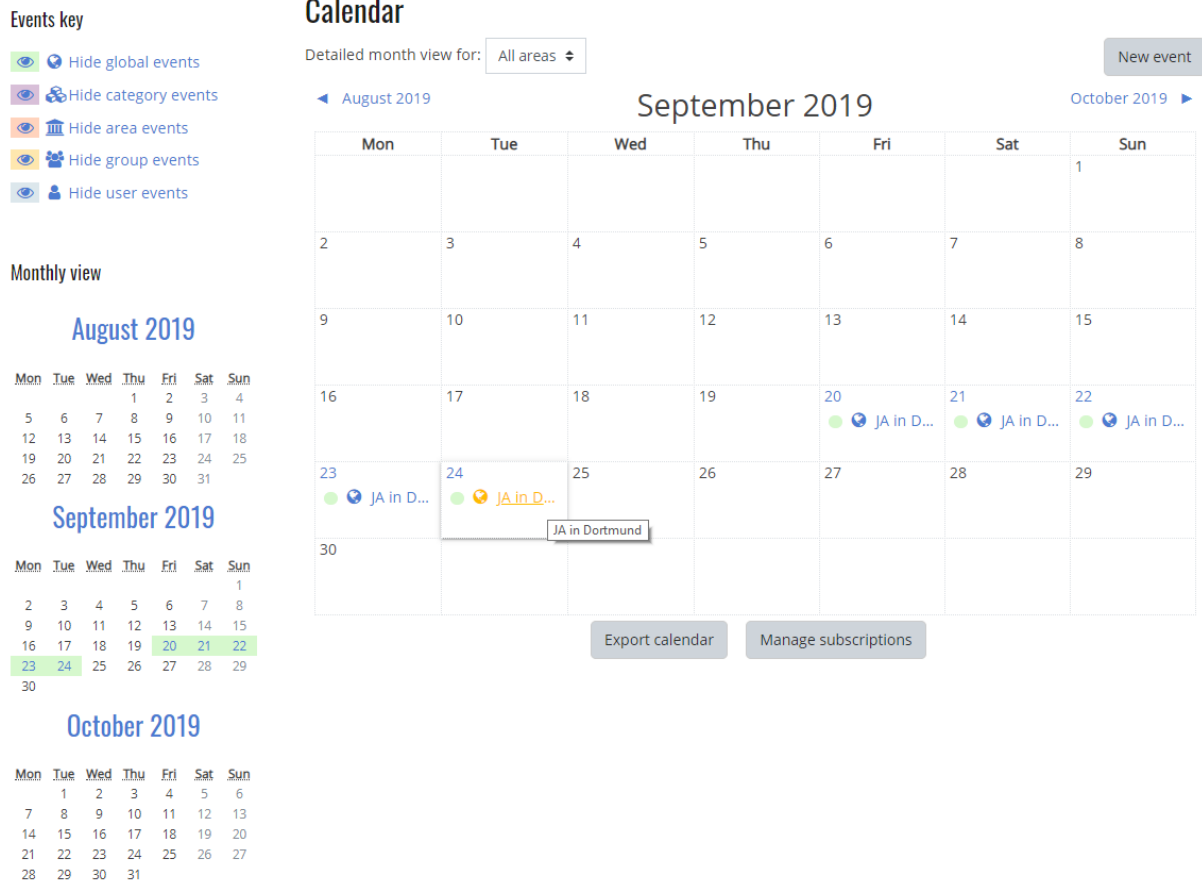 Events key
Hide global events
Hide category events
Hide area events
Hide group events
Hide user events
Monthly view
August 2019
Mon Tue Wed Thu Fri Sat Sun
1 2 3 4
5 6 7 8 9 10 11
12 13 14 15 16 17 18
19 20 21 22 23 24 25
26 27 28 29 30 31
September 2019
Mon Tue Wed Thu Fri Sat Sun
1
2 3 4 5 6 7 8
9 10 11 12 13 14 15
16 17 18 19 20 21 22
23 24 25 26 27 28 29
30
October 2019
Mon Tue Wed Thu Fri Sat Sun
1 2 3 4 5 6
7 8 9 10 11 12 13
14 15 16 17 18 19 20
21 22 23 24 25 26 27
28 29 30 31
Calendar
Detailed month view for: All areas
New event
◄ August 2019
September 2019
October 2019 ►
Mon Tue Wed Thu Fri Sat Sun
1
2 3 4 5 6 7 8
9 10 11 12 13 14 15
16 17 18 19 20 21 22
JA in D... JA in D... JA in D...
23 24 25 26 27 28 29
JA in D... JA in D...
JA in Dortmund
30
Export calendar Manage subscriptions